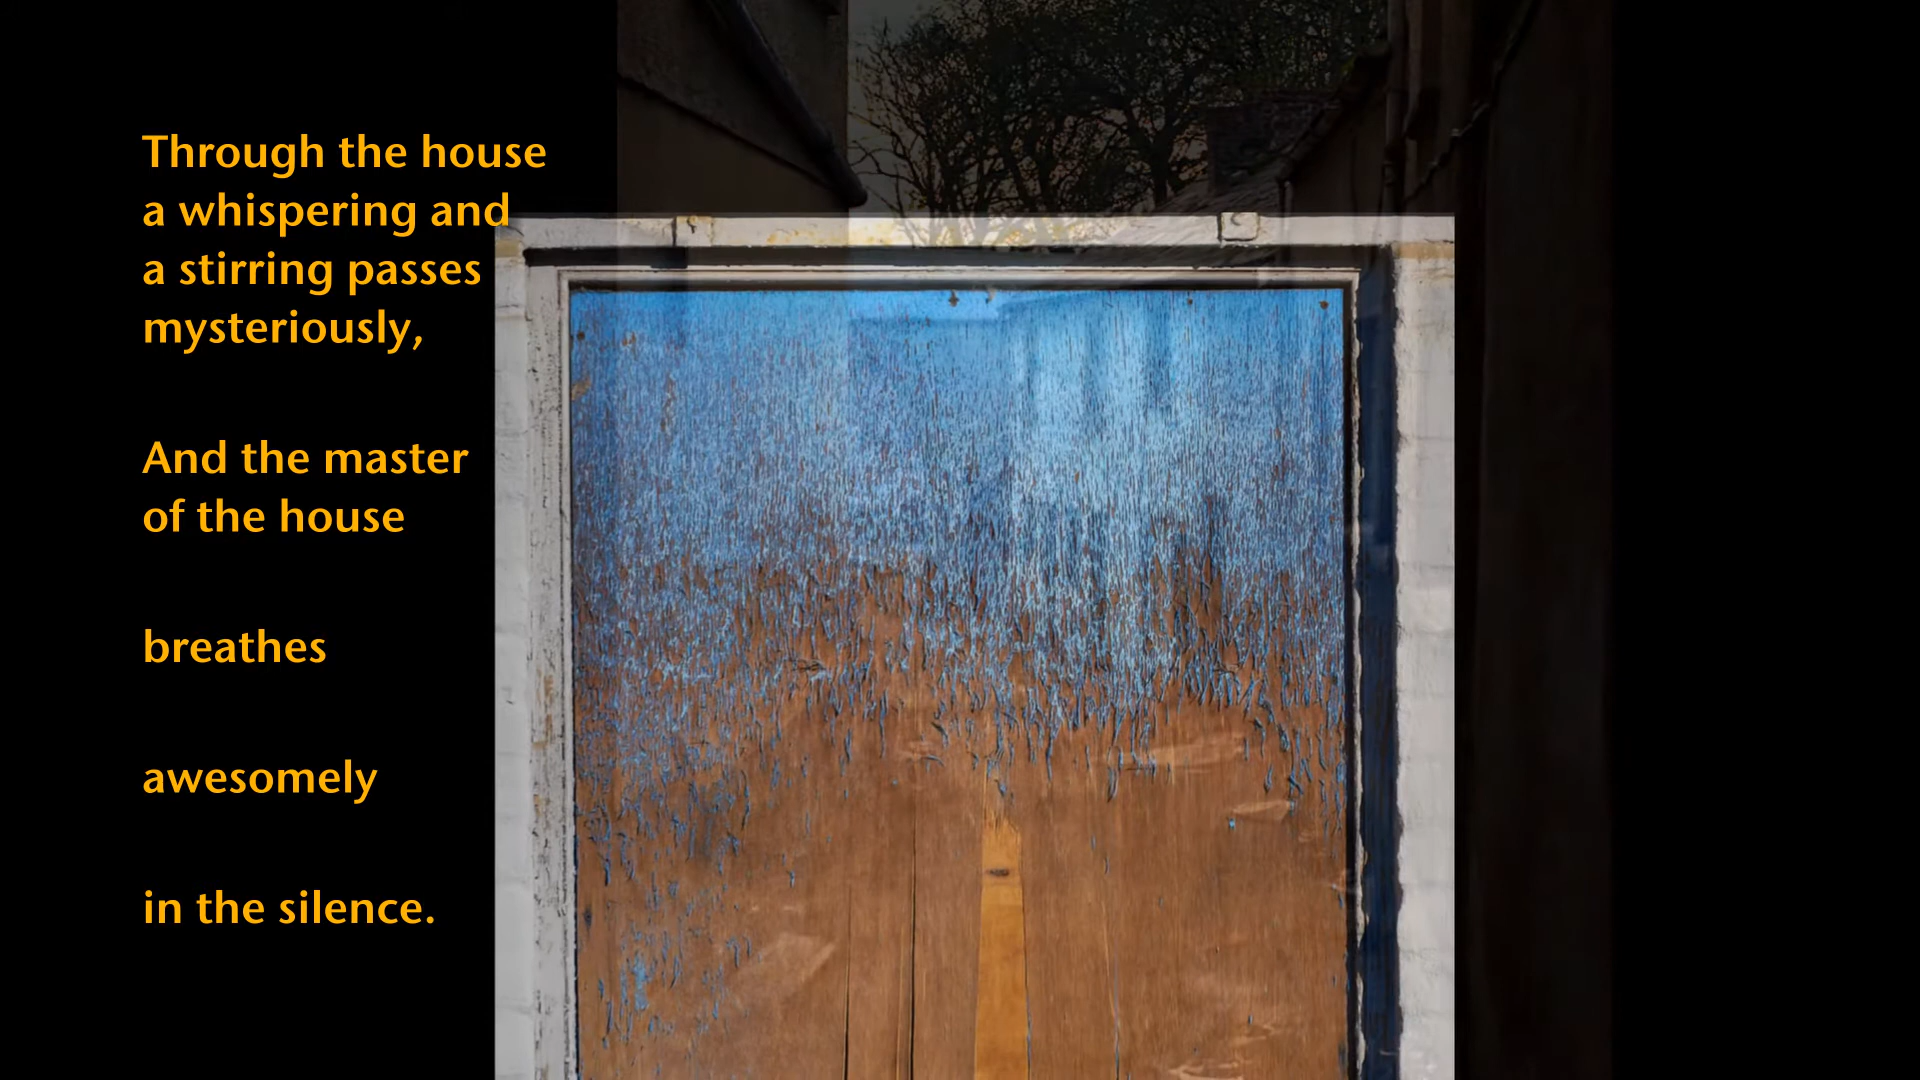 Through the house
a whispering and
a stirring passes
mysteriously,
And the master
of the house
breathes
awesomely
in the silence.